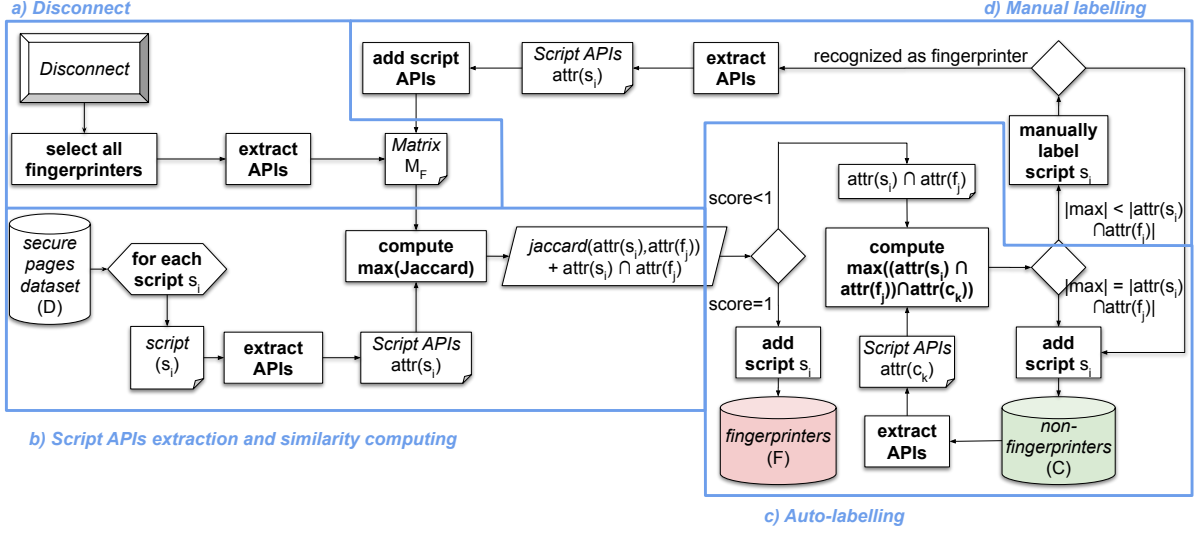 a) Disconnect
d) Manual labelling
Disconnect
select all
fingerprinters
extract
APIs
add script
APIs
Script APIs
attr(s_i)
extract
APIs
recognized as fingerprinter
Matrix
M_F
manually
label
script s_i
|max| < |attr(s_i)
∩attr(f_j)|
secure
pages
dataset
(D)
for each
script s_i
script
(s_i)
extract
APIs
Script APIs
attr(s_i)
compute
max(Jaccard)
jaccard(attr(s_i),attr(f_j))
+ attr(s_i) ∩ attr(f_j)
b) Script APIs extraction and similarity computing
score<1
score=1
attr(s_i) ∩ attr(f_j)
compute
max((attr(s_i) ∩
attr(f_j))∩attr(c_k))
|max| = |attr(s_i)
∩attr(f_j)|
add
script s_i
fingerprinters
(F)
Script APIs
attr(c_k)
extract
APIs
add
script s_i
non-
fingerprinters
(C)
c) Auto-labelling